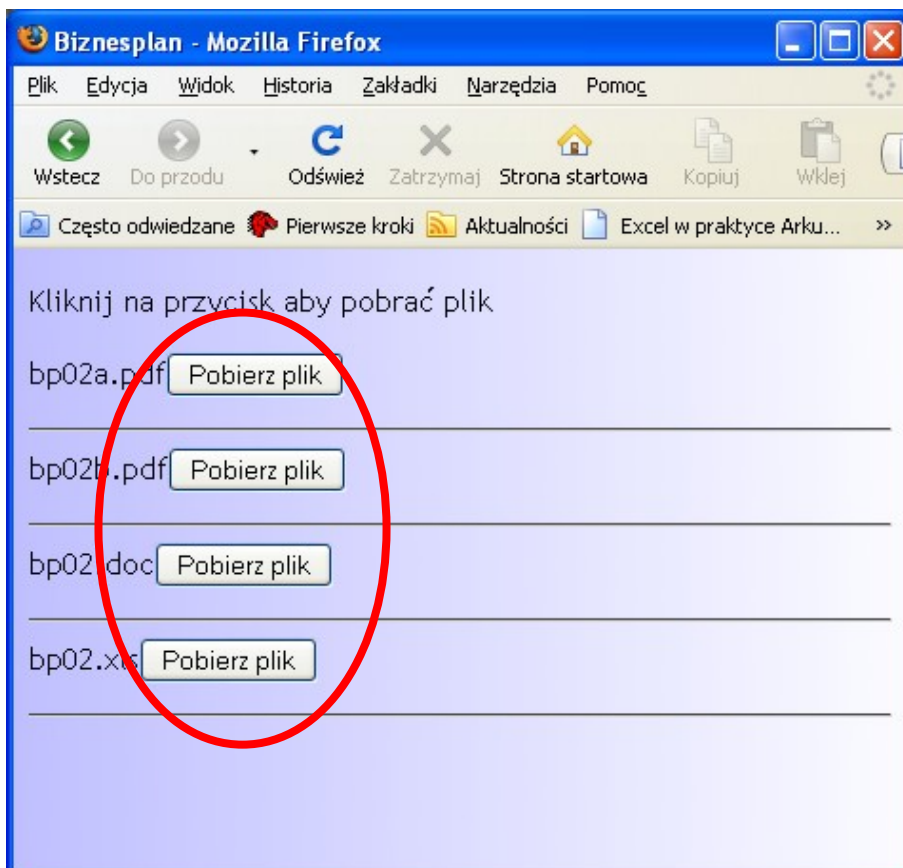 Biznesplan - Mozilla Firefox
Plik Edycja Widok Historia Zakładki Narzędzia Pomoc
Wstecz Do przodu Odśwież Zatrzymaj Strona startowa Kopiuj Wklej
Często odwiedzane Pierwsze kroki Aktualności Excel w praktyce Arku... »
Kliknij na przycisk aby pobrać plik
bp02a.pdf Pobierz plik
bp02b.pdf Pobierz plik
bp02.doc Pobierz plik
bp02.xls Pobierz plik